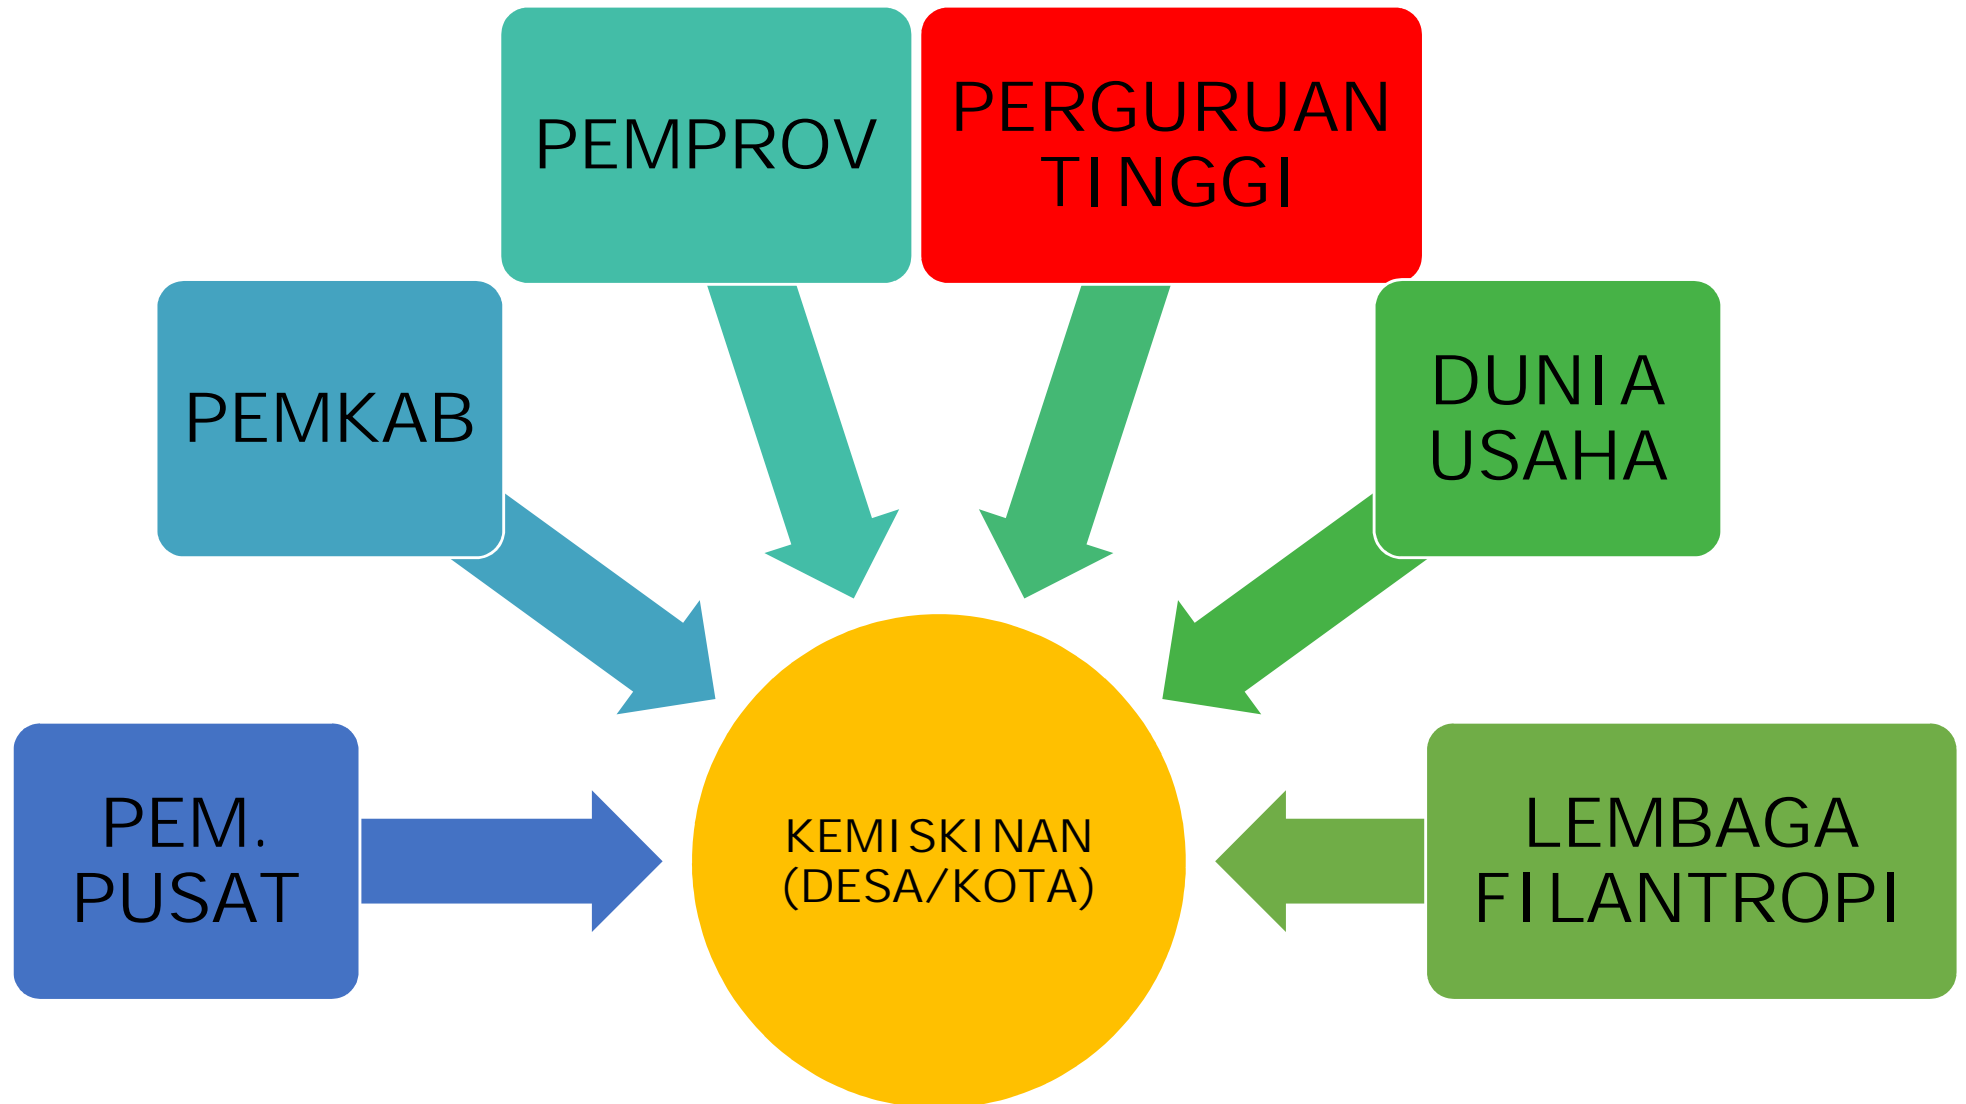 PEMPROV
PERGURUAN
TINGGI
PEMKAB
DUNIA
USAHA
PEM.
PUSAT
KEMISKINAN
(DESA/KOTA)
LEMBAGA
FILANTROPI